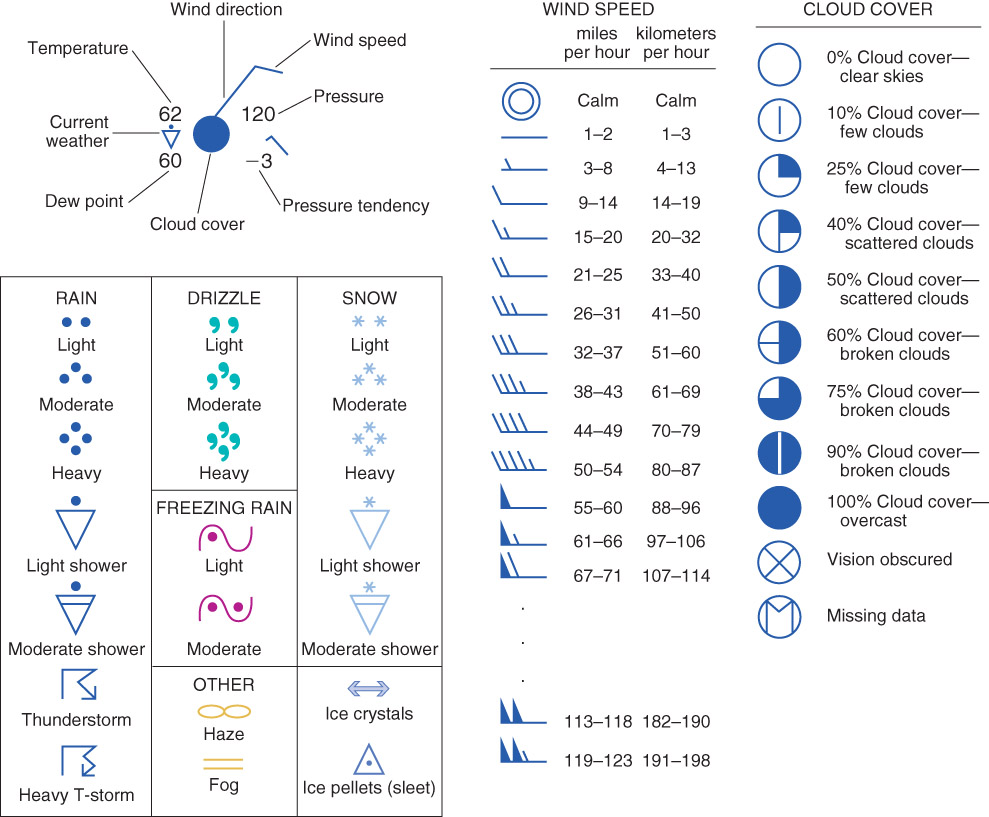 Wind direction
Temperature
Wind speed
62
120
Pressure
Current
weather
60
–3
Dew point
Pressure tendency
Cloud cover
RAIN
Light
Moderate
Heavy
Light shower
Moderate shower
Thunderstorm
Heavy T-storm
DRIZZLE
Light
Moderate
Heavy
FREEZING RAIN
Light
Moderate
OTHER
Haze
Fog
SNOW
Light
Moderate
Heavy
Light shower
Moderate shower
Ice crystals
Ice pellets (sleet)
WIND SPEED
miles per hour kilometers per hour
Calm Calm
1–2 1–3
3–8 4–13
9–14 14–19
15–20 20–32
21–25 33–40
26–31 41–50
32–37 51–60
38–43 61–69
44–49 70–79
50–54 80–87
55–60 88–96
61–66 97–106
67–71 107–114
.
.
.
113–118 182–190
119–123 191–198
CLOUD COVER
0% Cloud cover—
clear skies
10% Cloud cover—
few clouds
25% Cloud cover—
few clouds
40% Cloud cover—
scattered clouds
50% Cloud cover—
scattered clouds
60% Cloud cover—
broken clouds
75% Cloud cover—
broken clouds
90% Cloud cover—
broken clouds
100% Cloud cover—
overcast
Vision obscured
Missing data